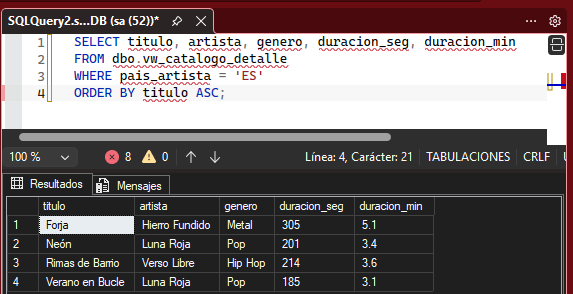 SQLQuery2.s...DB (sa (52))*
1 SELECT titulo, artista, genero, duracion_seg, duracion_min
2 FROM dbo.vw_catalogo_detalle
3 WHERE pais_artista = 'ES'
4 ORDER BY titulo ASC;
100 % 8 0 Línea: 4, Carácter: 21 TABULACIONES CRLF
Resultados Mensajes
titulo artista genero duracion_seg duracion_min
1 Forja Hierro Fundido Metal 305 5.1
2 Neón Luna Roja Pop 201 3.4
3 Rimas de Barrio Verso Libre Hip Hop 214 3.6
4 Verano en Bucle Luna Roja Pop 185 3.1